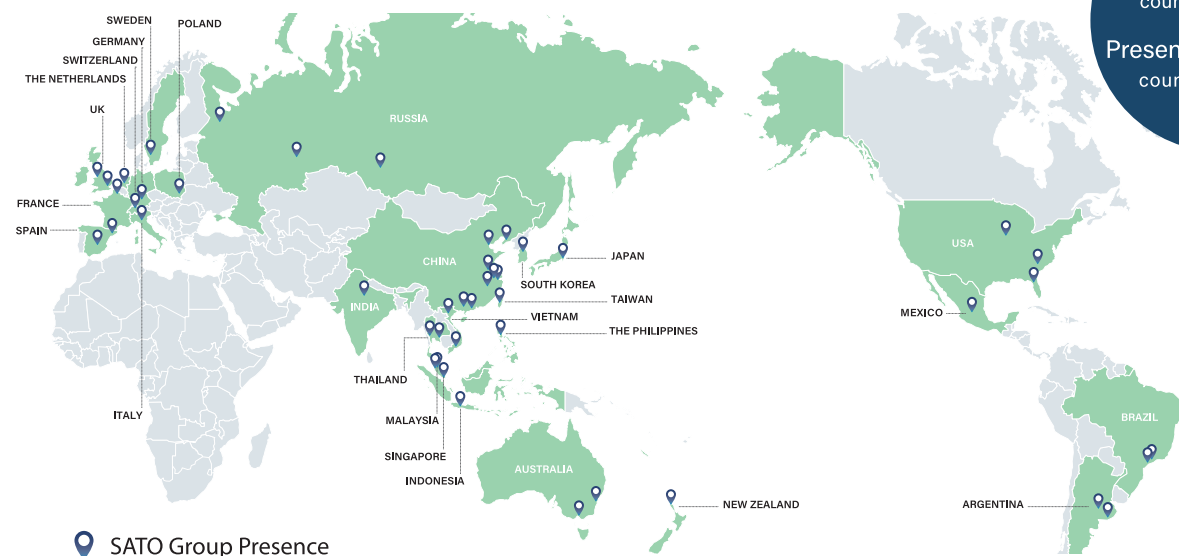 SWEDEN
POLAND
GERMANY
SWITZERLAND
THE NETHERLANDS
UK
RUSSIA
FRANCE
SPAIN
CHINA
JAPAN
SOUTH KOREA
INDIA
TAIWAN
VIETNAM
THE PHILIPPINES
THAILAND
ITALY
MALAYSIA
SINGAPORE
INDONESIA
AUSTRALIA
NEW ZEALAND
USA
MEXICO
BRAZIL
ARGENTINA
SATO Group Presence